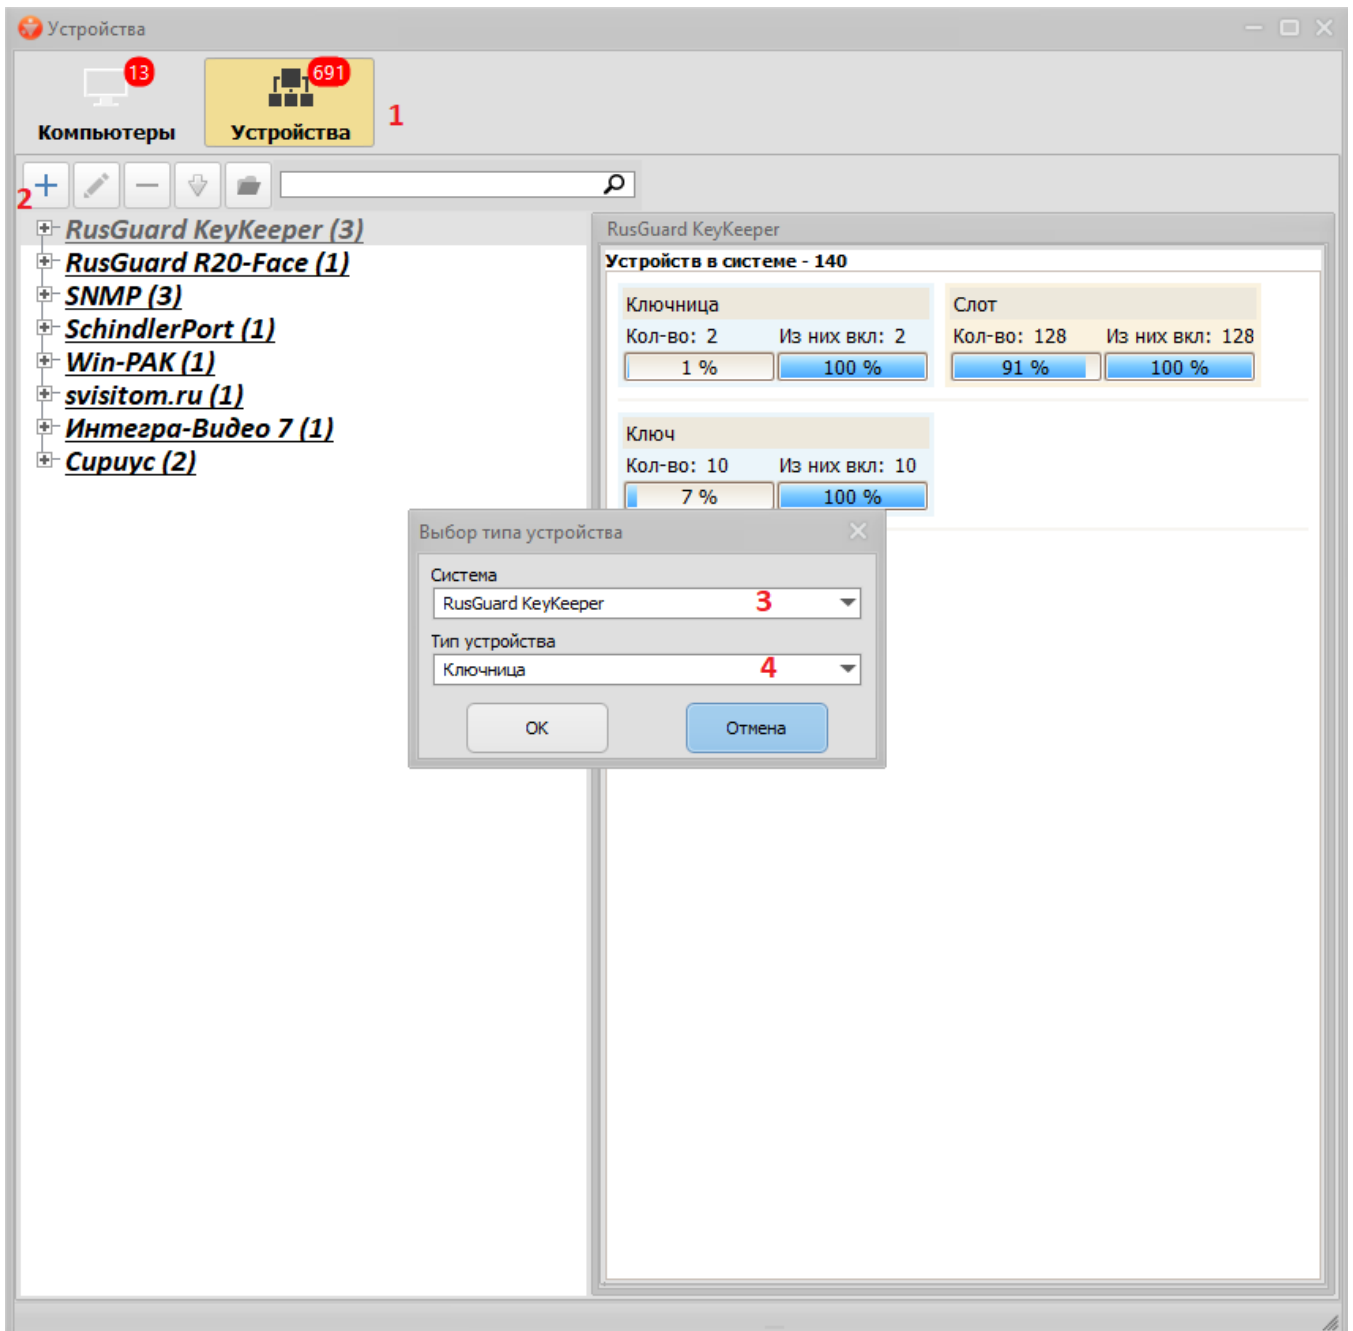 Устройства
13
691
Компьютеры
Устройства
1
2
RusGuard KeyKeeper (3)
RusGuard R20-Face (1)
SNMP (3)
SchindlerPort (1)
Win-PAK (1)
svisitom.ru (1)
Интегра-Видео 7 (1)
Сириус (2)
RusGuard KeyKeeper
Устройств в системе - 140
Ключница
Кол-во: 2 Из них вкл: 2
1 % 100 %
Слот
Кол-во: 128 Из них вкл: 128
91 % 100 %
Ключ
Кол-во: 10 Из них вкл: 10
7 % 100 %
Выбор типа устройства
Система
RusGuard KeyKeeper 3
Тип устройства
Ключница 4
ОК Отмена